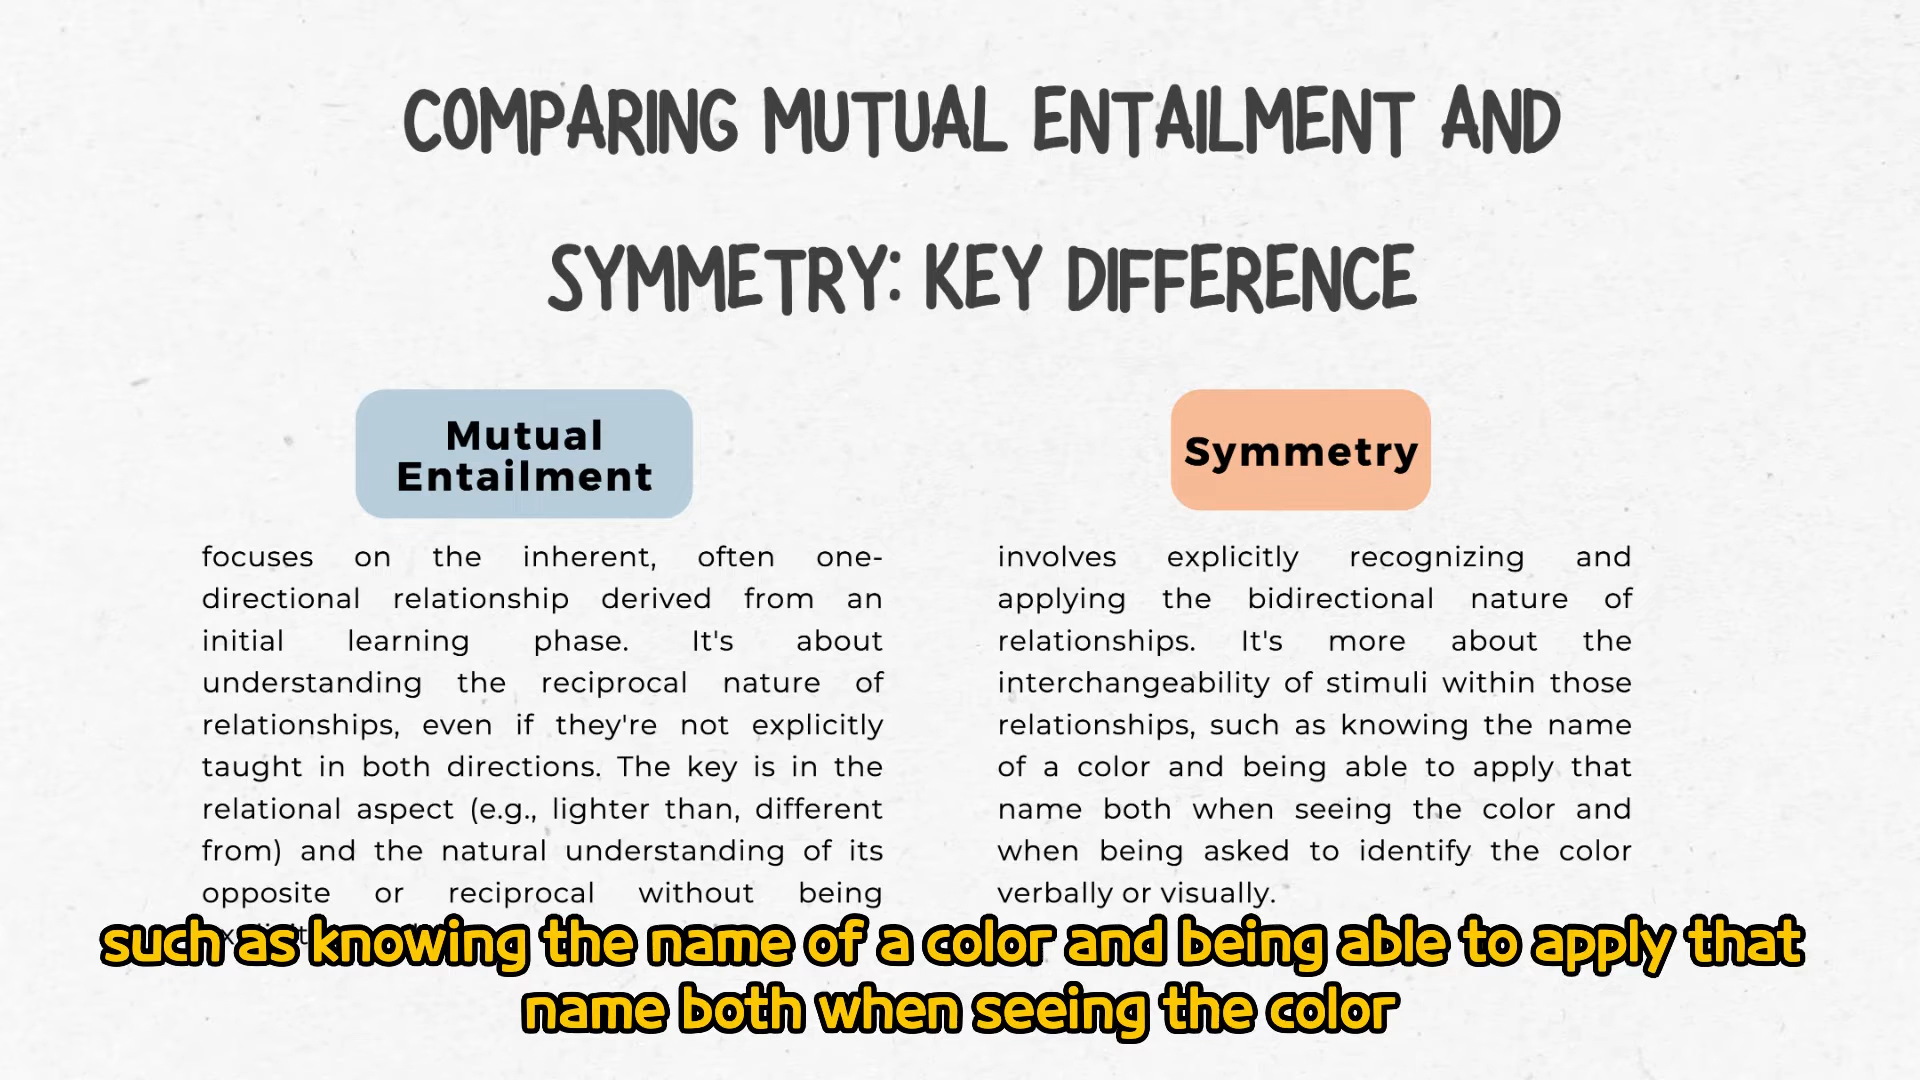 COMPARING MUTUAL ENTAILMENT AND
SYMMETRY: KEY DIFFERENCE
Mutual
Entailment
focuses on the inherent, often one-
directional relationship derived from an
initial learning phase. It's about
understanding the reciprocal nature of
relationships, even if they're not explicitly
taught in both directions. The key is in the
relational aspect (e.g., lighter than, different
from) and the natural understanding of its
opposite or reciprocal without being
Symmetry
involves explicitly recognizing and
applying the bidirectional nature of
relationships. It's more about the
interchangeability of stimuli within those
relationships, such as knowing the name
of a color and being able to apply that
name both when seeing the color and
when being asked to identify the color
verbally or visually.
such as knowing the name of a color and being able to apply that
name both when seeing the color